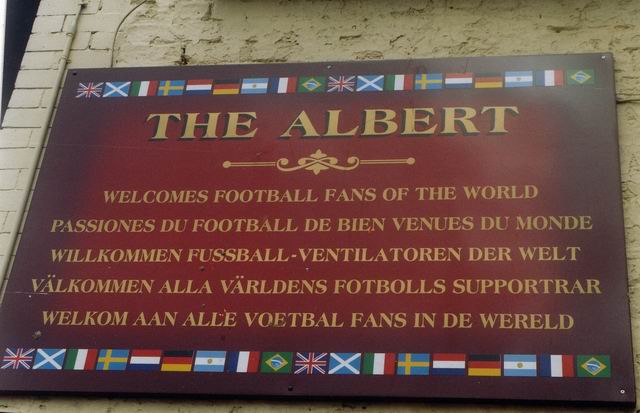 THE ALBERT
WELCOMES FOOTBALL FANS OF THE WORLD
PASSIONES DU FOOTBALL DE BIEN VENUES DU MONDE
WILLKOMMEN FUSSBALL-VENTILATOREN DER WELT
VÄLKOMMEN ALLA VÄRLDENS FOTBOLLS SUPPORTRAR
WELKOM AAN ALLE VOETBAL FANS IN DE WERELD